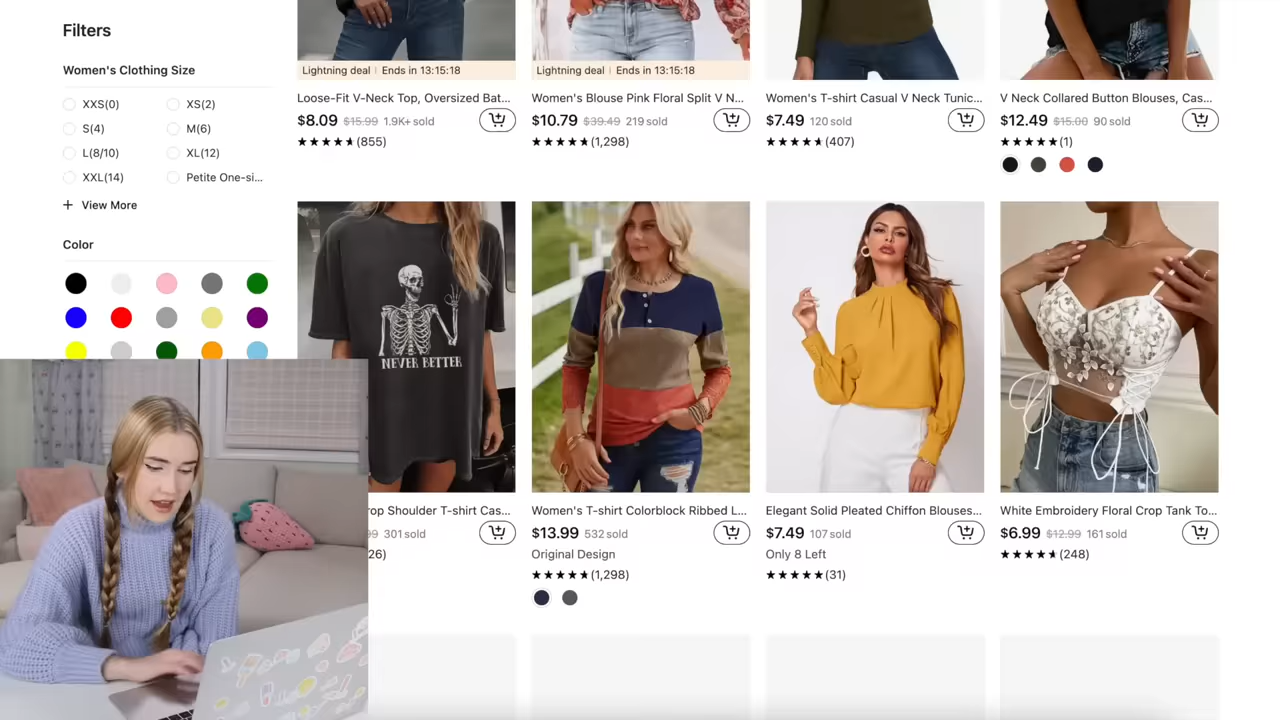 Filters
Women's Clothing Size
XXS(0)
XS(2)
S(4)
M(6)
L(8/10)
XL(12)
XXL(14)
Petite One-si...
+ View More
Color
Lightning deal | Ends in 13:15:18
Loose-Fit V-Neck Top, Oversized Bat...
$8.09 $15.99 1.9K+ sold
(855)
Lightning deal | Ends in 13:15:18
Women's Blouse Pink Floral Split V N...
$10.79 $39.49 219 sold
(1,298)
Women's T-shirt Casual V Neck Tunic...
$7.49 120 sold
(407)
V Neck Collared Button Blouses, Cas...
$12.49 $15.00 90 sold
(1)
NEVER BETTER
rop Shoulder T-shirt Cas...
99 301 sold
26)
Women's T-shirt Colorblock Ribbed L...
$13.99 532 sold
Original Design
(1,298)
Elegant Solid Pleated Chiffon Blouses...
$7.49 107 sold
Only 8 Left
(31)
White Embroidery Floral Crop Tank To...
$6.99 $12.99 161 sold
(248)